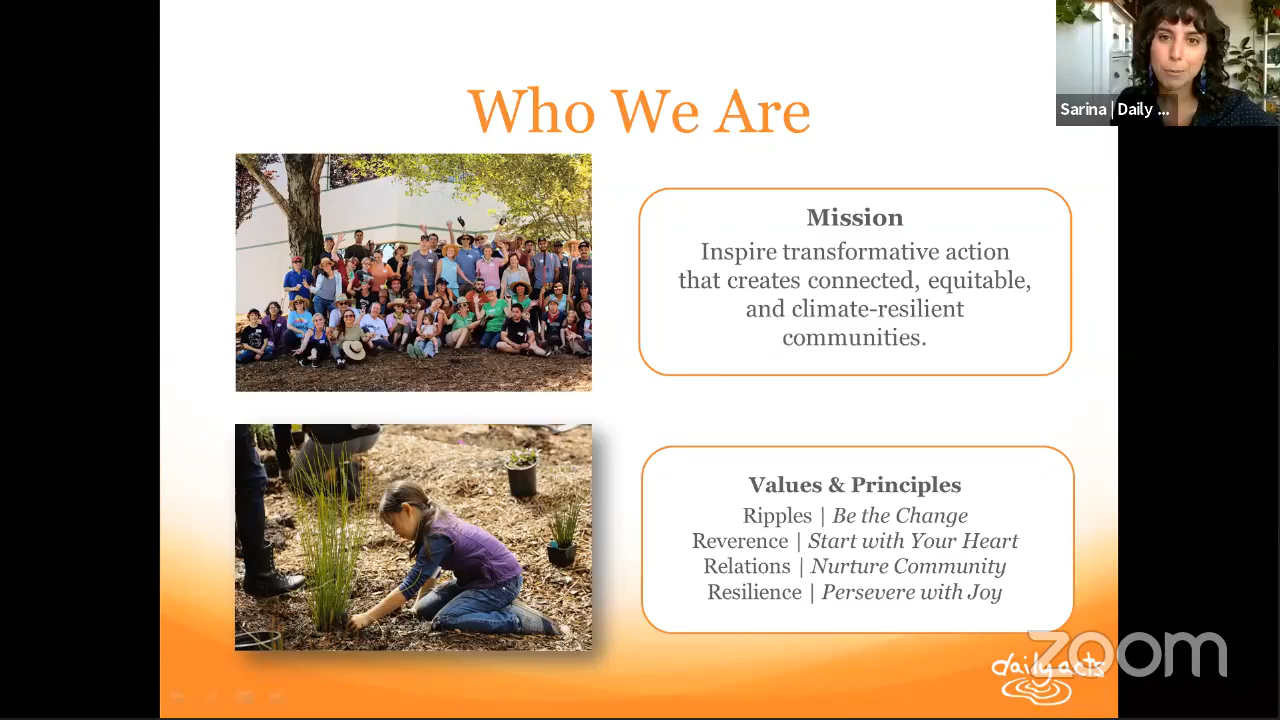 Who We Are
Sarina | Daily ...
Mission
Inspire transformative action
that creates connected, equitable,
and climate-resilient
communities.
Values & Principles
Ripples | Be the Change
Reverence | Start with Your Heart
Relations | Nurture Community
Resilience | Persevere with Joy
daily acts
zoom